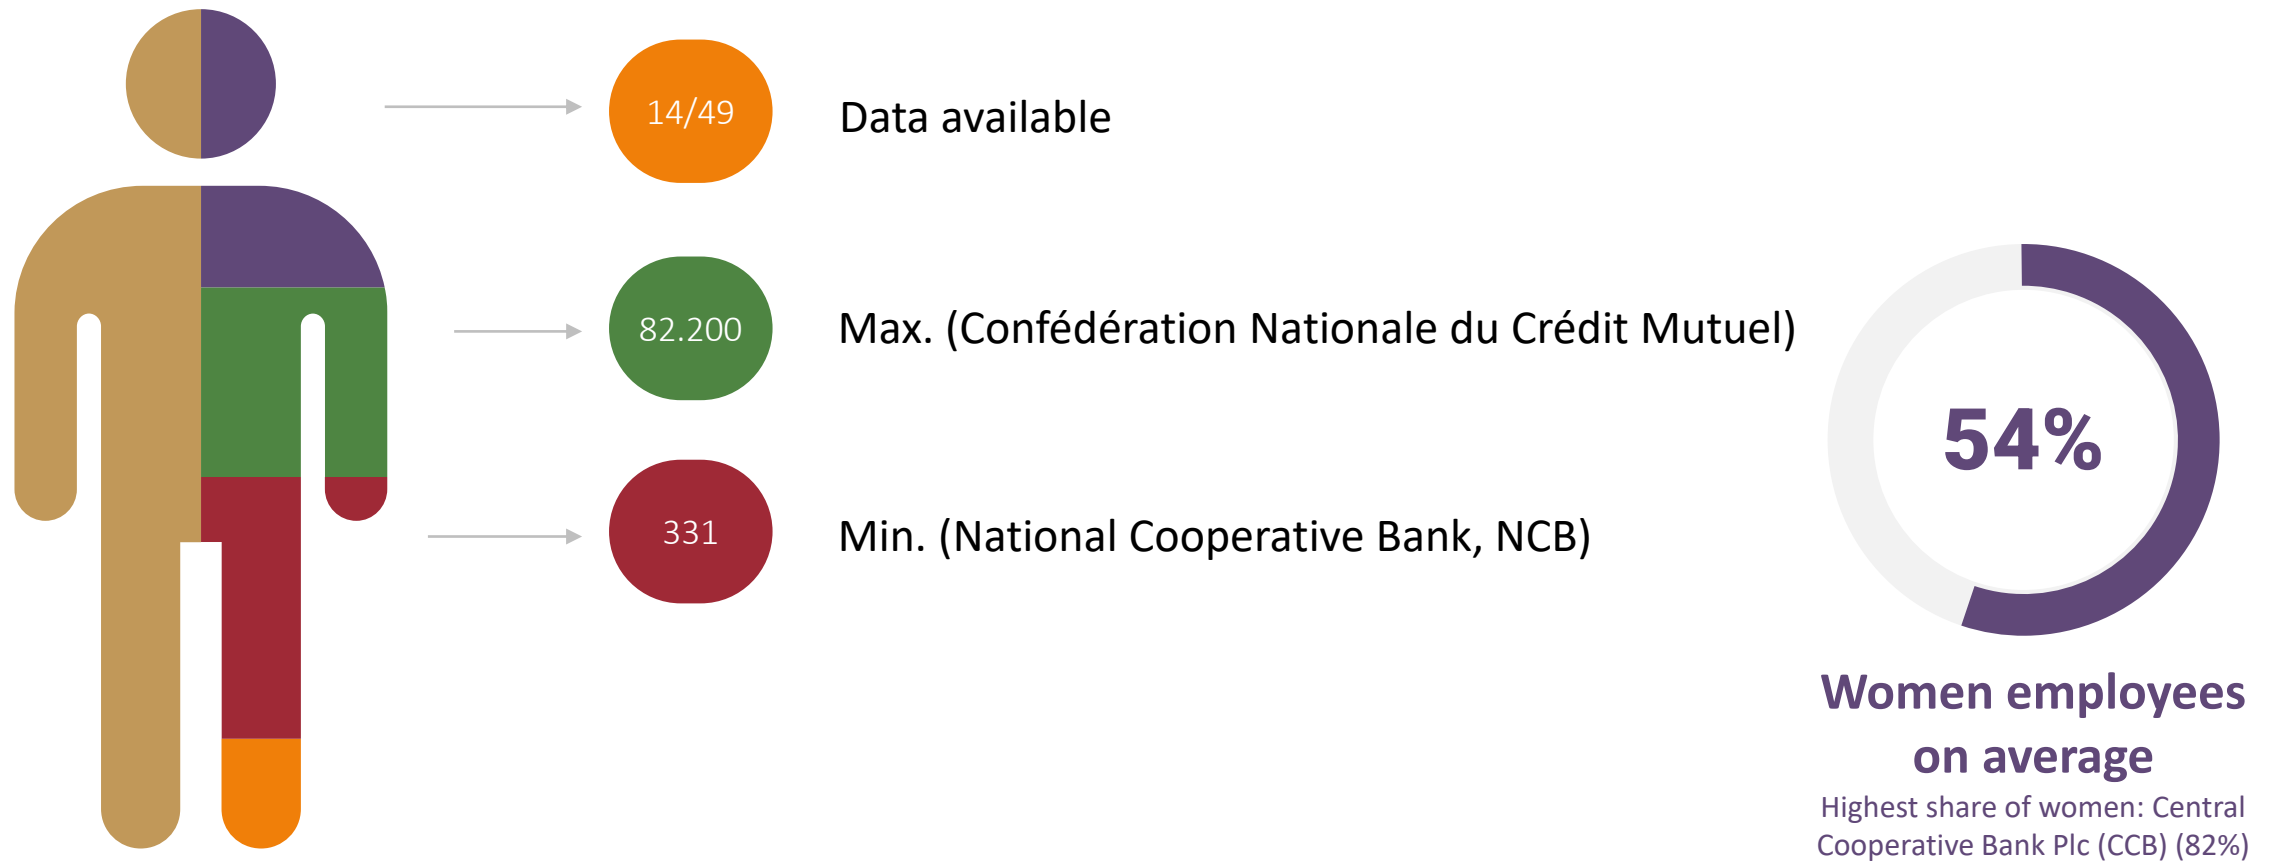 14/49
Data available
82.200
Max. (Confédération Nationale du Crédit Mutuel)
331
Min. (National Cooperative Bank, NCB)
54%
Women employees
on average
Highest share of women: Central
Cooperative Bank Plc (CCB) (82%)